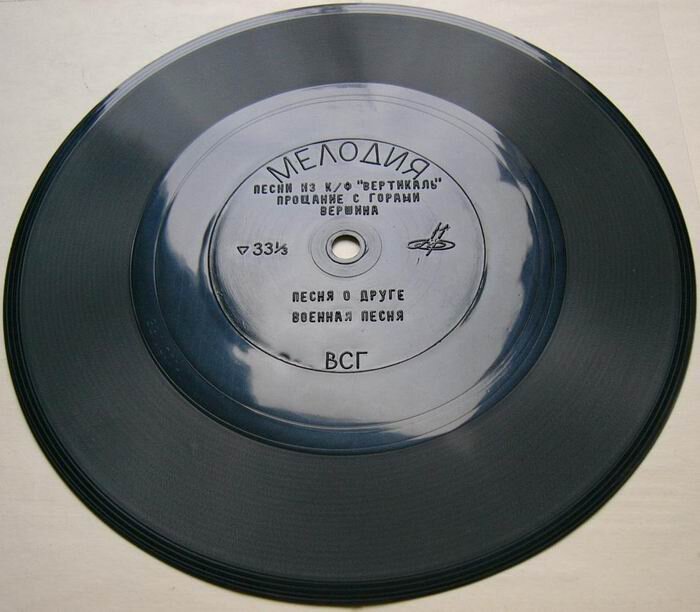 МЕЛОДИЯ
ПЕСНИ ИЗ К/Ф "ВЕРТИКАЛЬ"
ПРОЩАНИЕ С ГОРАМИ
ВЕРШИНА
▽ 33⅓
ПЕСНЯ О ДРУГЕ
ВОЕННАЯ ПЕСНЯ
ВСГ